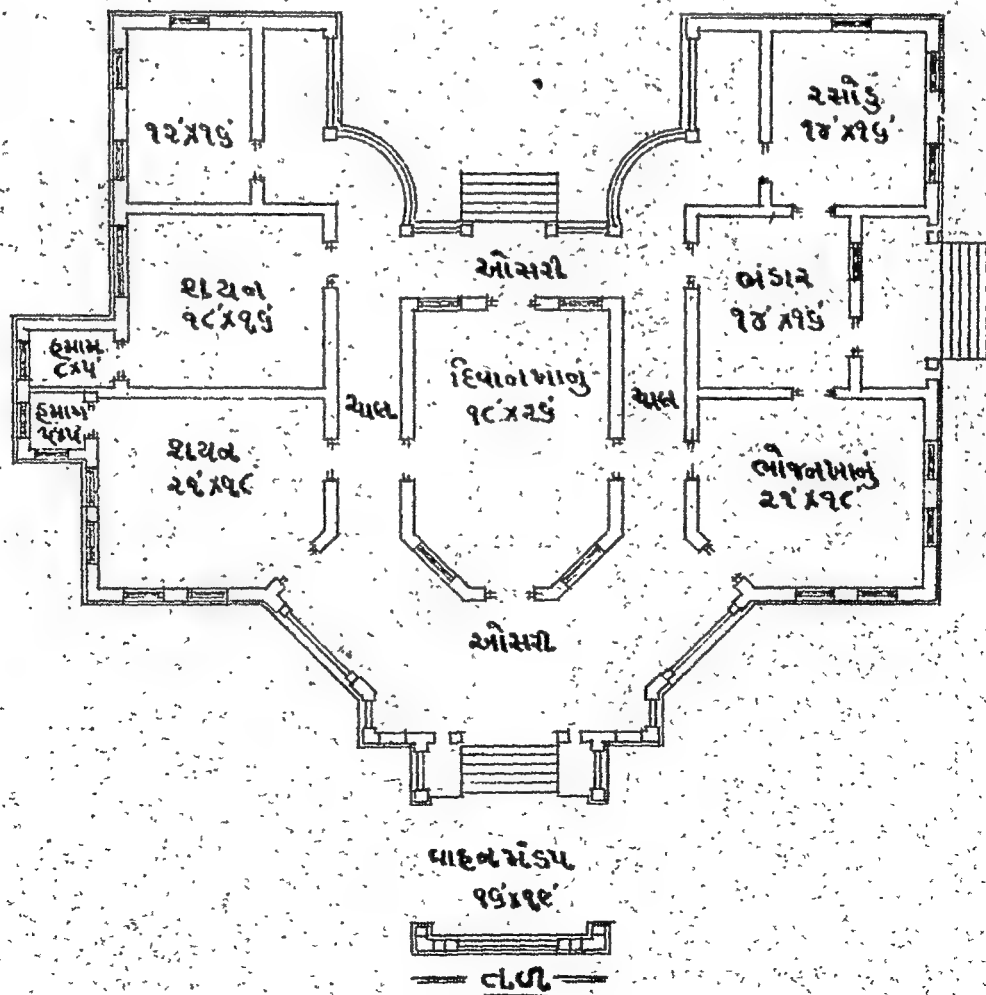 ૧૨'X૧૬'
રસોડુ
૧૪'X૧૬'
ઓસરી
શયન
૧૮'X૧૬'
ભંડાર
૧૪'X૧૬'
હમામ
૮'X૫'
દિવાનખાનું
૧૮'X૨૬'
ચાલ
ચાલ
હમામ
શયન
૨૧'X૧૮'
ભોજનખાનું
૨૧'X૧૮'
ઓસરી
વાહનમંડપ
૧૬'X૧૯'
તળ